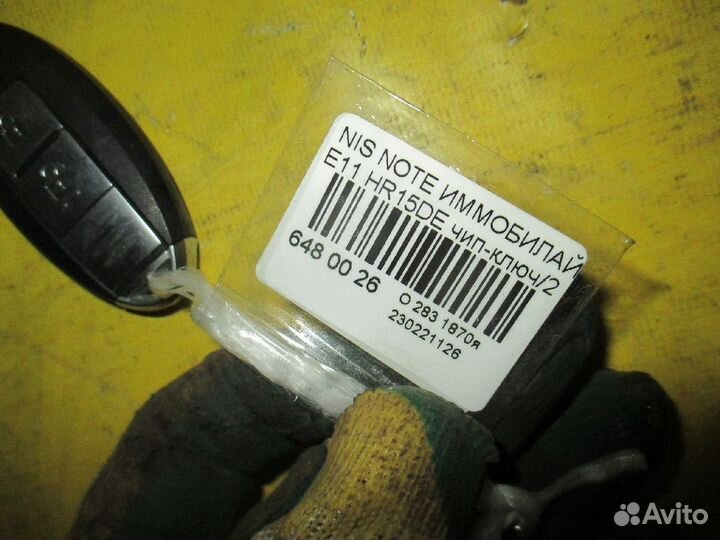 NIS NOTE ИММОБИЛАЙ
E11 HR15DE чип-ключ/2
648 00 26
О 283 1870я
230221126
Avito